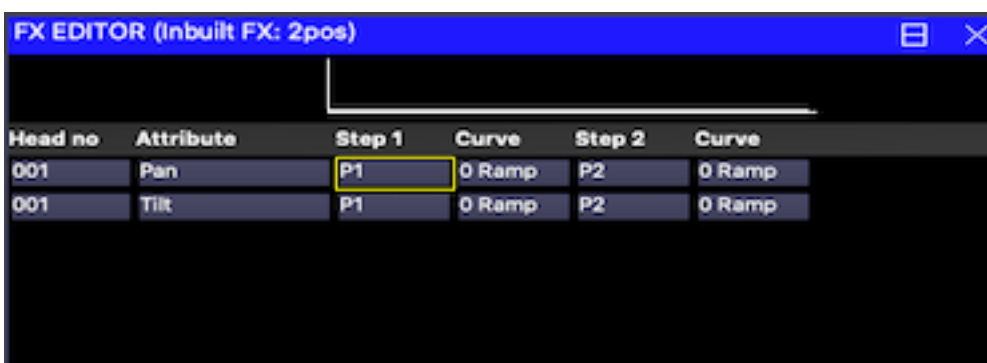 FX EDITOR (Inbuilt FX: 2pos)
Head no Attribute Step 1 Curve Step 2 Curve
001 Pan P1 0 Ramp P2 0 Ramp
001 Tilt P1 0 Ramp P2 0 Ramp